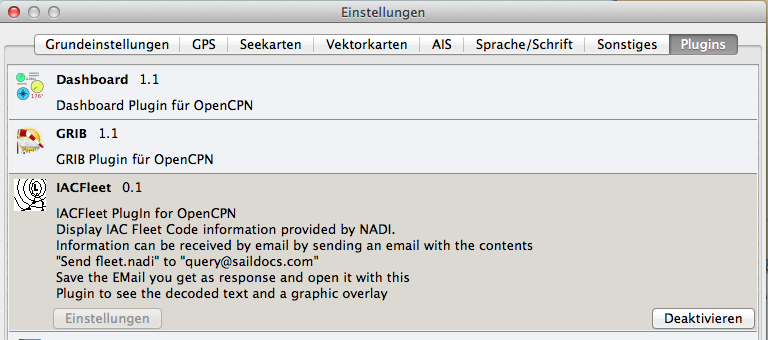 Einstellungen
Grundeinstellungen GPS Seekarten Vektorkarten AIS Sprache/Schrift Sonstiges Plugins
Dashboard 1.1
Dashboard Plugin für OpenCPN
GRIB 1.1
GRIB Plugin für OpenCPN
IACFleet 0.1
IACFleet PlugIn for OpenCPN
Display IAC Fleet Code information provided by NADI.
Information can be received by email by sending an email with the contents
"Send fleet.nadi" to "query@saildocs.com"
Save the EMail you get as response and open it with this
Plugin to see the decoded text and a graphic overlay
Einstellungen Deaktivieren